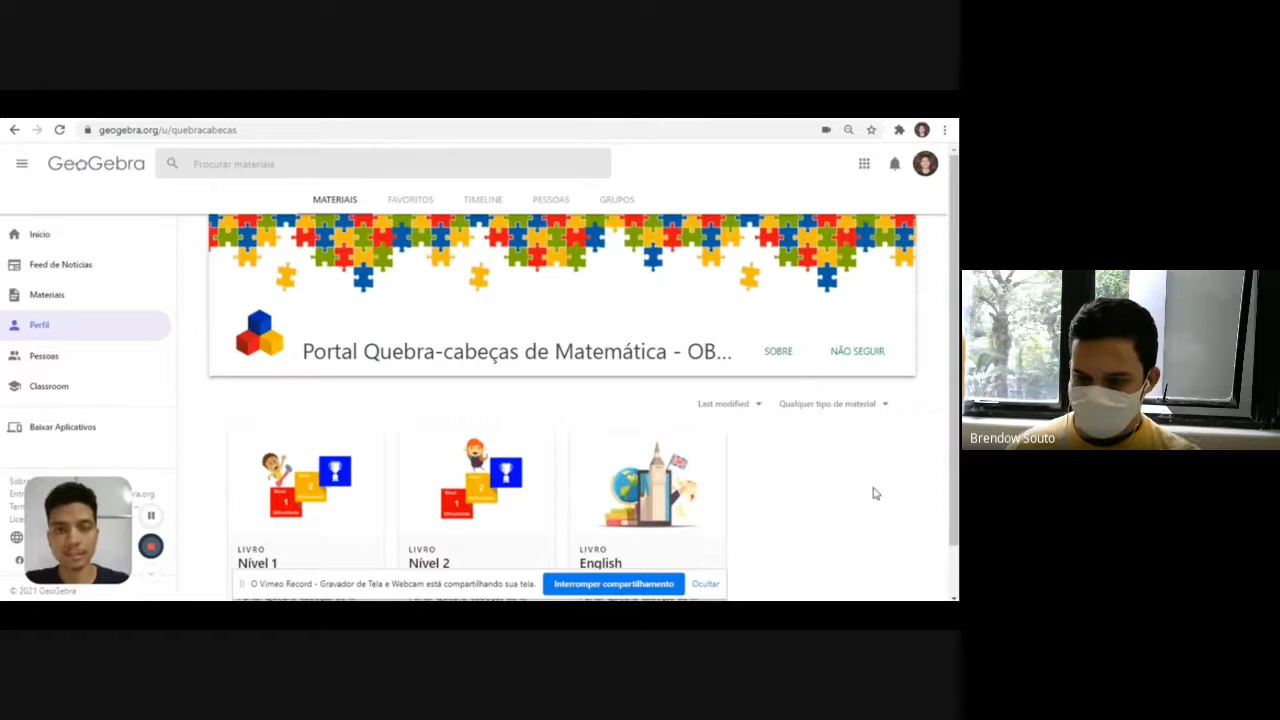 geogebra.org/u/quebracabecas
GeoGebra
Procurar materiais
MATERIAIS FAVORITOS TIMELINE PESSOAS GRUPOS
Início
Feed de Notícias
Materiais
Perfil
Pessoas
Classroom
Baixar Aplicativos
Portal Quebra-cabeças de Matemática - OB... SOBRE NÃO SEGUIR
Last modified Qualquer tipo de material
LIVRO
Nível 1
LIVRO
Nível 2
LIVRO
English
O Vimeo Record - Gravador de Tela e Webcam está compartilhando sua tela. Interromper compartilhamento Ocultar
© 2021 GeoGebra
Brendow Souto